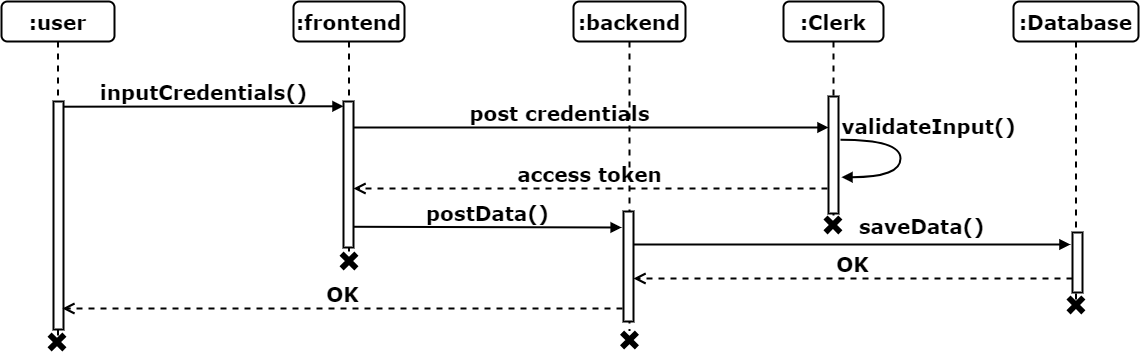 :user
:frontend
:backend
:Clerk
:Database
inputCredentials()
post credentials
validateInput()
access token
postData()
saveData()
OK
OK